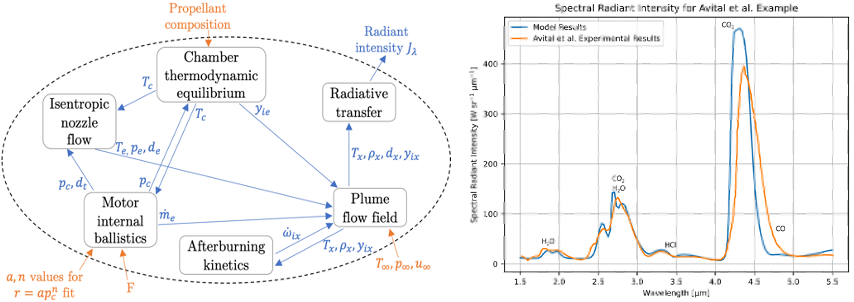 Propellant
composition
Radiant
intensity J_λ
Chamber
thermodynamic
equilibrium
T_c
T_c
y_ie
Isentropic
nozzle
flow
Radiative
transfer
T_e, p_e, d_e
T_x, ρ_x, d_x, y_ix
p_c, d_t
p_c
Motor
internal
ballistics
ṁ_e
Plume
flow field
ω̇_ix
Afterburning
kinetics
T_x, ρ_x, y_ix
T_∞, p_∞, u_∞
a, n values for
r = ap_c^n fit
F
Spectral Radiant Intensity for Avital et al. Example
Model Results
Avital et al. Experimental Results
CO₂
CO₂
H₂O
H₂O
HCl
CO
Spectral Radiant Intensity [W sr⁻¹ μm⁻¹]
400
300
200
100
0
1.5 2.0 2.5 3.0 3.5 4.0 4.5 5.0 5.5
Wavelength [μm]